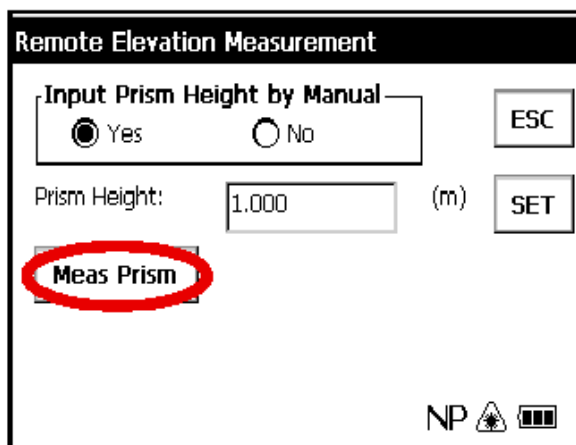 Remote Elevation Measurement
Input Prism Height by Manual
Yes No
ESC
Prism Height: 1.000 (m)
SET
Meas Prism
NP